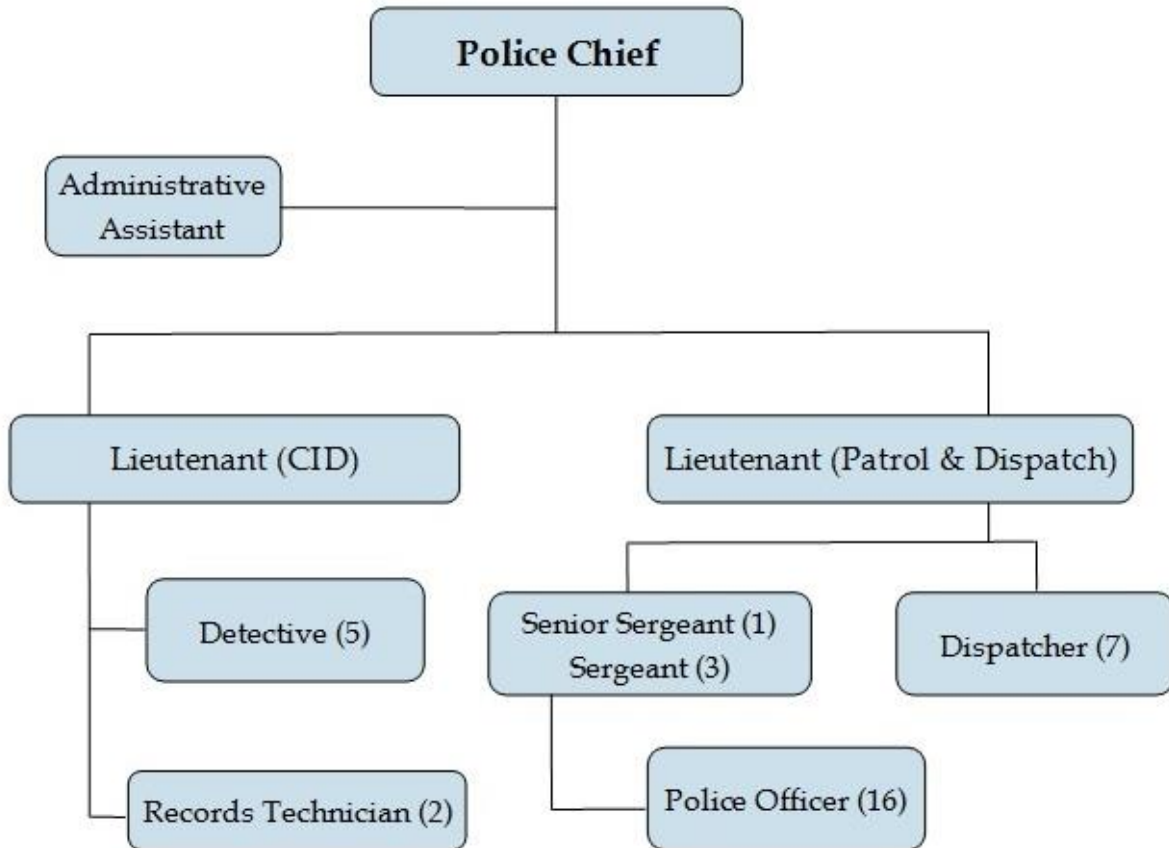 Police Chief
Administrative
Assistant
Lieutenant (CID)
Lieutenant (Patrol & Dispatch)
Detective (5)
Senior Sergeant (1)
Sergeant (3)
Dispatcher (7)
Records Technician (2)
Police Officer (16)